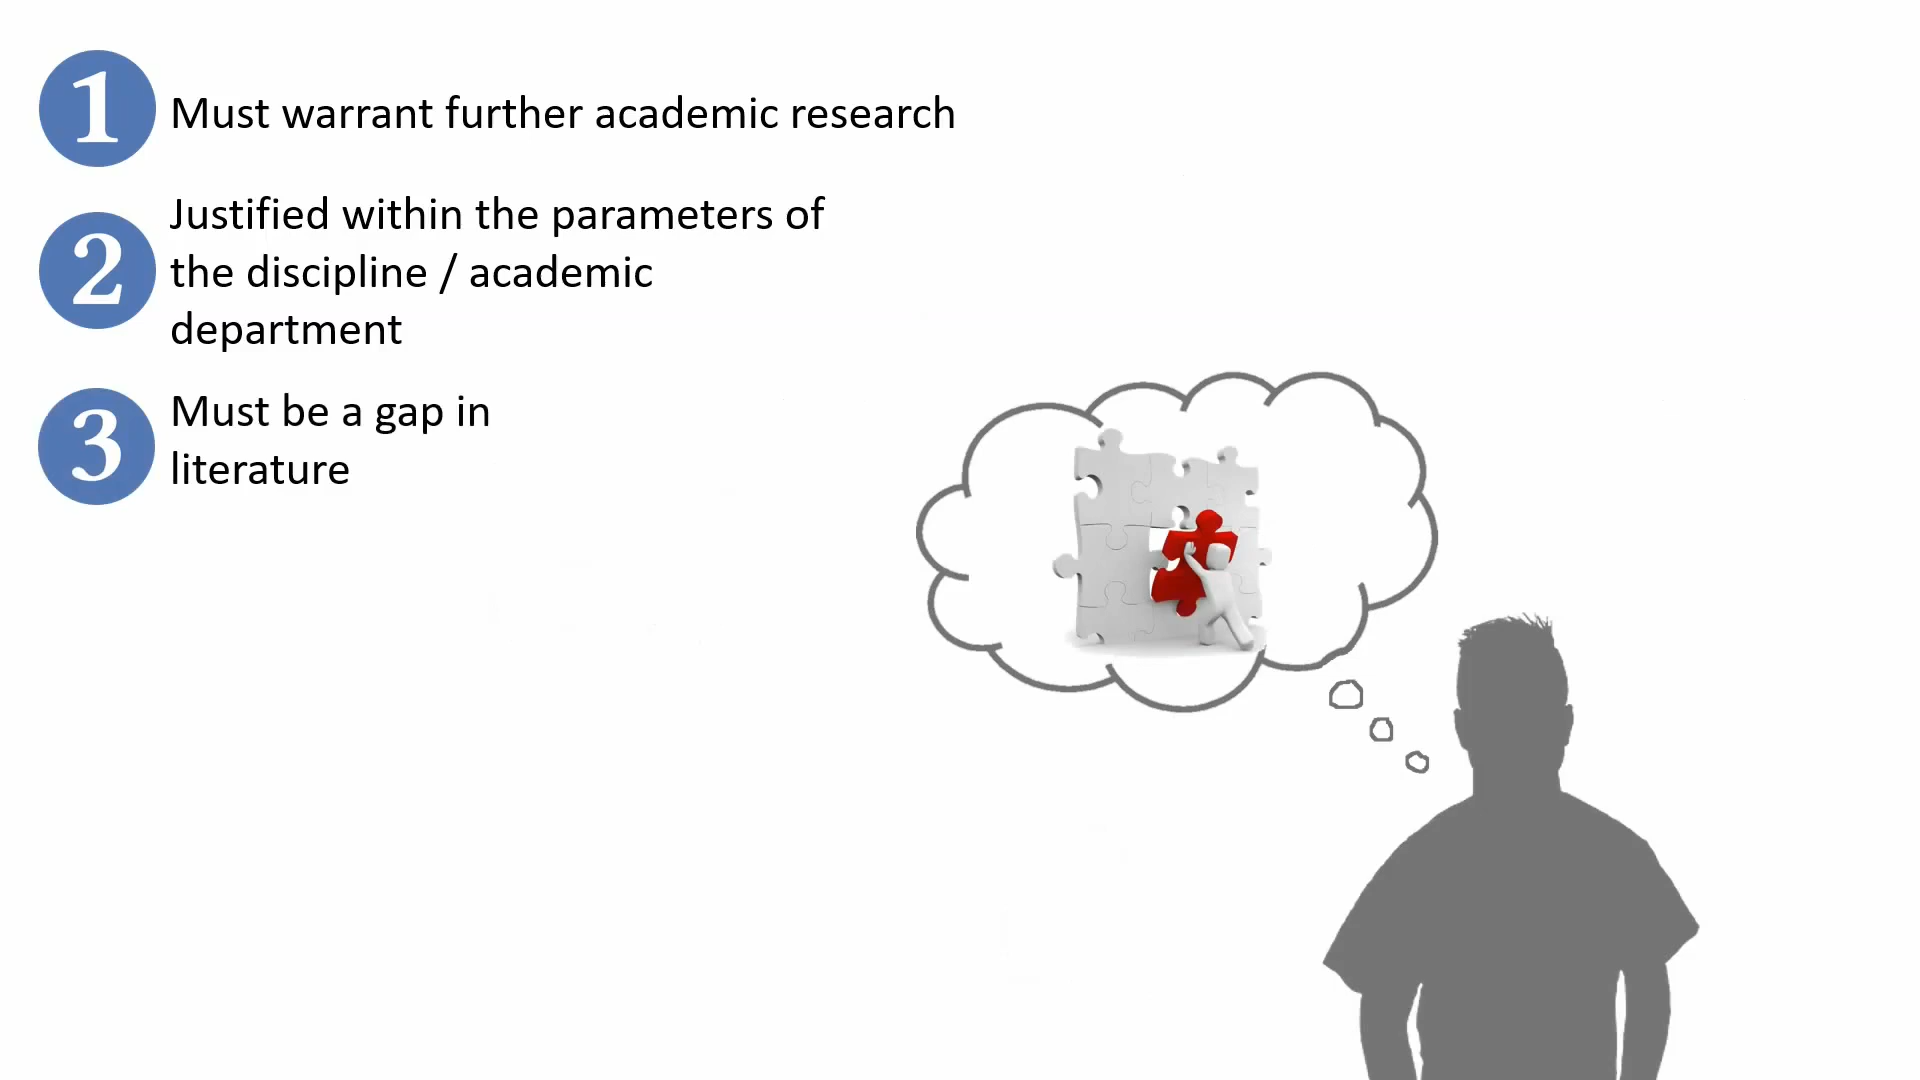 1 Must warrant further academic research
Justified within the parameters of
2 the discipline / academic
department
3 Must be a gap in
literature